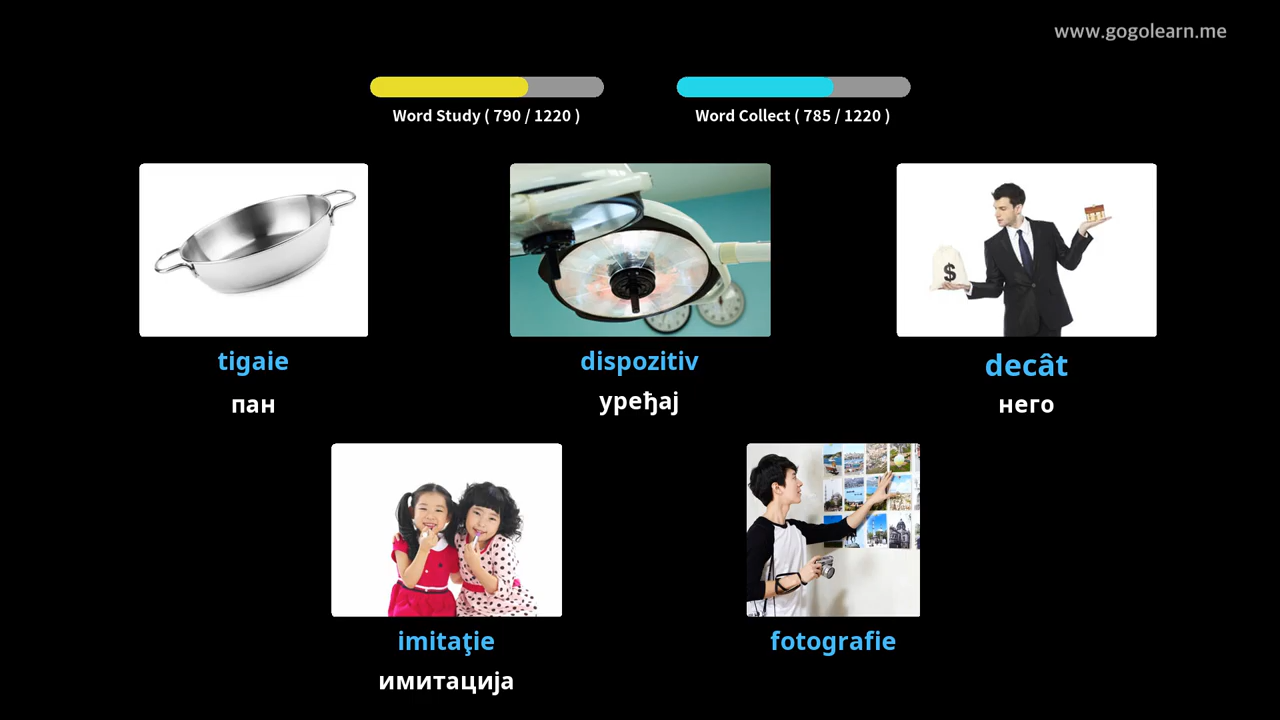 www.gogolearn.me
Word Study ( 790 / 1220 )
Word Collect ( 785 / 1220 )
tigaie
пан
dispozitiv
уређај
decât
него
$
imitaţie
имитација
fotografie